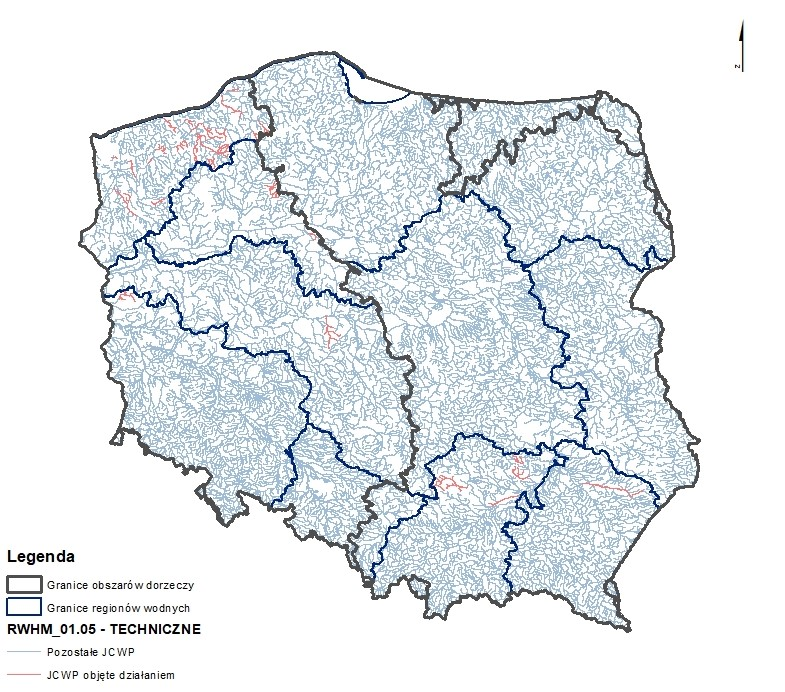 z
Legenda
Granice obszarów dorzeczy
Granice regionów wodnych
RWHM_01.05 - TECHNICZNE
Pozostałe JCWP
JCWP objęte działaniem